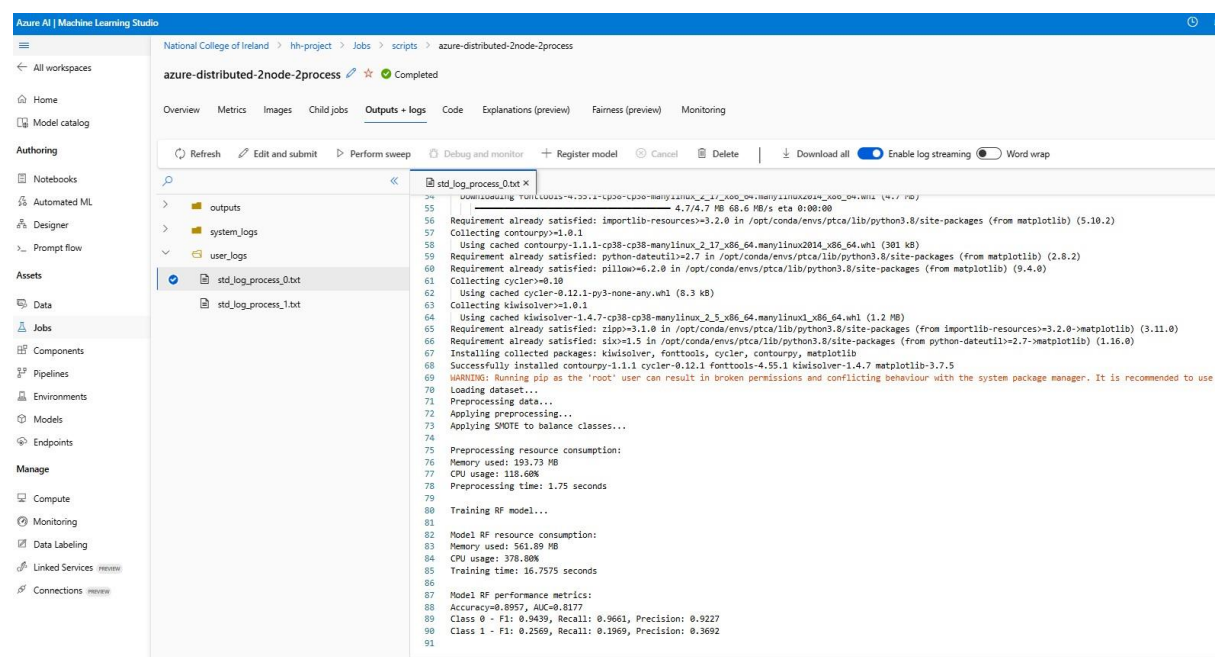 Azure AI | Machine Learning Studio
All workspaces
Home
Model catalog
Authoring
Notebooks
Automated ML
Designer
Prompt flow
Assets
Data
Jobs
Components
Pipelines
Environments
Models
Endpoints
Manage
Compute
Monitoring
Data Labeling
Linked Services PREVIEW
Connections PREVIEW
National College of Ireland > hh-project > Jobs > scripts > azure-distributed-2node-2process
azure-distributed-2node-2process Completed
Overview Metrics Images Child jobs Outputs + logs Code Explanations (preview) Fairness (preview) Monitoring
Refresh Edit and submit Perform sweep Debug and monitor Register model Cancel Delete Download all Enable log streaming Word wrap
outputs
system_logs
user_logs
std_log_process_0.txt
std_log_process_1.txt
std_log_process_0.txt ×
54 Downloading fonttools-4.55.1-cp38-cp38-manylinux_2_17_x86_64.manylinux2014_x86_64.whl (4.7 MB)
55 4.7/4.7 MB 68.6 MB/s eta 0:00:00
56 Requirement already satisfied: importlib-resources>=3.2.0 in /opt/conda/envs/ptca/lib/python3.8/site-packages (from matplotlib) (5.10.2)
57 Collecting contourpy>=1.0.1
58 Using cached contourpy-1.1.1-cp38-cp38-manylinux_2_17_x86_64.manylinux2014_x86_64.whl (301 kB)
59 Requirement already satisfied: python-dateutil>=2.7 in /opt/conda/envs/ptca/lib/python3.8/site-packages (from matplotlib) (2.8.2)
60 Requirement already satisfied: pillow>=6.2.0 in /opt/conda/envs/ptca/lib/python3.8/site-packages (from matplotlib) (9.4.0)
61 Collecting cycler>=0.10
62 Using cached cycler-0.12.1-py3-none-any.whl (8.3 kB)
63 Collecting kiwisolver>=1.0.1
64 Using cached kiwisolver-1.4.7-cp38-cp38-manylinux_2_5_x86_64.manylinux1_x86_64.whl (1.2 MB)
65 Requirement already satisfied: zipp>=3.1.0 in /opt/conda/envs/ptca/lib/python3.8/site-packages (from importlib-resources>=3.2.0->matplotlib) (3.11.0)
66 Requirement already satisfied: six>=1.5 in /opt/conda/envs/ptca/lib/python3.8/site-packages (from python-dateutil>=2.7->matplotlib) (1.16.0)
67 Installing collected packages: kiwisolver, fonttools, cycler, contourpy, matplotlib
68 Successfully installed contourpy-1.1.1 cycler-0.12.1 fonttools-4.55.1 kiwisolver-1.4.7 matplotlib-3.7.5
69 WARNING: Running pip as the 'root' user can result in broken permissions and conflicting behaviour with the system package manager. It is recommended to use
70 Loading dataset...
71 Preprocessing data...
72 Applying preprocessing...
73 Applying SMOTE to balance classes...
74
75 Preprocessing resource consumption:
76 Memory used: 193.73 MB
77 CPU usage: 118.60%
78 Preprocessing time: 1.75 seconds
79
80 Training RF model...
81
82 Model RF resource consumption:
83 Memory used: 561.89 MB
84 CPU usage: 378.80%
85 Training time: 16.7575 seconds
86
87 Model RF performance metrics:
88 Accuracy=0.8957, AUC=0.8177
89 Class 0 - F1: 0.9439, Recall: 0.9661, Precision: 0.9227
90 Class 1 - F1: 0.2569, Recall: 0.1969, Precision: 0.3692
91